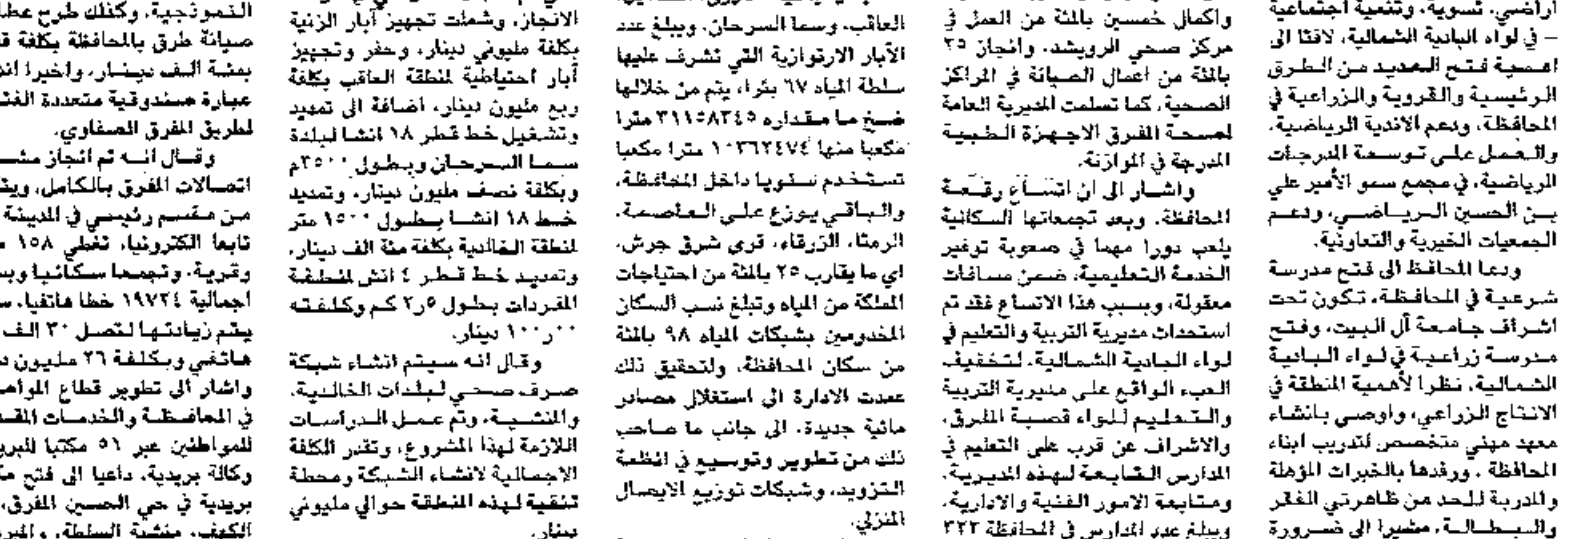 اراضي، تسوية، وتنمية اجتماعية
– في لواء البادية الشمالية، لافتا الى
اهمية فتح العديد من الطرق
الرئيسية والقروية والزراعية في
المحافظة، ودعم الاندية الرياضية،
والعمل على توسعة المدرجات
الرياضية، في مجمع سمو الأمير علي
بن الحسين الرياضي، ودعم
الجمعيات الخيرية والتعاونية.
ودعا المحافظ الى فتح مدرسة
شرعية في المحافظة، تكون تحت
اشراف جامعة آل البيت، وفتح
مدرسة زراعية في لواء البادية
الشمالية، نظرا لأهمية المنطقة في
الانتاج الزراعي، واوصى بانشاء
معهد مهني متخصص لتدريب ابناء
المحافظة، ورفدها بالخبرات المؤهلة
والمدربة للحد من ظاهرتي الفقر
والبطالة، مشيرا الى ضرورة
واكمال خمسين بالمئة من العمل في
مركز صحي الرويشد، وانجاز ٢٥
بالمئة من اعمال الصيانة في المراكز
الصحية، كما تسلمت المديرية العامة
لصحة المفرق الاجهزة الطبية
المدرجة في الموازنة.
واشار الى ان اتساع رقعة
المحافظة، وبعد تجمعاتها السكانية
يلعب دورا مهما في صعوبة توفير
الخدمة التعليمية، ضمن مسافات
معقولة، وبسبب هذا الاتساع فقد تم
استحداث مديرية التربية والتعليم في
لواء البادية الشمالية، لتخفيف
العبء الواقع على مديرية التربية
والتعليم للواء قصبة المفرق،
والاشراف عن قرب على التعليم في
المدارس التابعة لهذه المديرية،
ومتابعة الامور الفنية والادارية،
ويبلغ عدد المدارس في المحافظة ٣٢٢
العاقب، وسما السرحان، ويبلغ عدد
الآبار الارتوازية التي تشرف عليها
سلطة المياه ٦٧ بئرا، يتم من خلالها
ضخ ما مقداره ٣١١٥٨٣٤٥ مترا
مكعبا منها ١٠٣٦٢٤٧٤ مترا مكعبا
تستخدم سنويا داخل المحافظة،
والباقي يوزع على العاصمة،
الرمثا، الزرقاء، قرى شرق جرش،
اي ما يقارب ٢٥ بالمئة من احتياجات
المملكة من المياه وتبلغ نسب السكان
المخدومين بشبكات المياه ٩٨ بالمئة
من سكان المحافظة، ولتحقيق ذلك
عمدت الادارة الى استغلال مصادر
مائية جديدة، الى جانب ما صاحب
ذلك من تطوير وتوسيع في انظمة
التزويد، وشبكات توزيع الايصال
المنزلي.
الانجاز، وشملت تجهيز آبار الزنية
بكلفة مليوني دينار، وحفر وتجهيز
آبار احتياطية لمنطقة العاقب بكلفة
وربع مليون دينار، اضافة الى تمديد
وتشغيل خط قطر ١٨ انشا لبلدة
سما السرحان وبطول ٣٥٠٠م
وبكلفة نصف مليون دينار، وتمديد
خط ١٨ انشا بطول ١٥٠٠ متر
لمنطقة الخالدية بكلفة مئة الف دينار،
وتمديد خط قطر ٤ انش لمنطقة
المفردات بطول ٢٫٥ كم وكلفته
١٠٠٫٠٠ دينار.
وقال انه سيتم انشاء شبكة
صرف صحي لبلدات الخالدية،
والمنشية، وتم عمل الدراسات
اللازمة لهذا المشروع، وتقدر الكلفة
الاجمالية لانشاء الشبكة ومحطة
تنقية لهذه المنطقة حوالي مليوني
دينار.
النموذجية، وكذلك طرح
صيانة طرق بالمحافظة بكلفة
بمئة الف دينار، واخيرا
عبارة صندوقية متعددة
لطريق المفرق الصفاوي.
وقال انه تم انجاز
اتصالات المفرق بالكامل،
من مقسم رئيسي في المدينة
تابعا الكترونيا، تغطي ١٥٨
وقرية، وتجمعا سكانيا
اجمالية ١٩٧٢٤ خطا هاتفيا،
يتم زيادتها لتصل ٣٠ الف
هاتفي وبكلفة ٢٦ مليون
واشار الى تطوير قطاع
في المحافظة والخدمات
للمواطنين عبر ٥٦ مكتبا
وكالة بريدية، داعيا الى فتح
بريدية في حي الحسين المفرق،
الكهف، منشية السلطة،